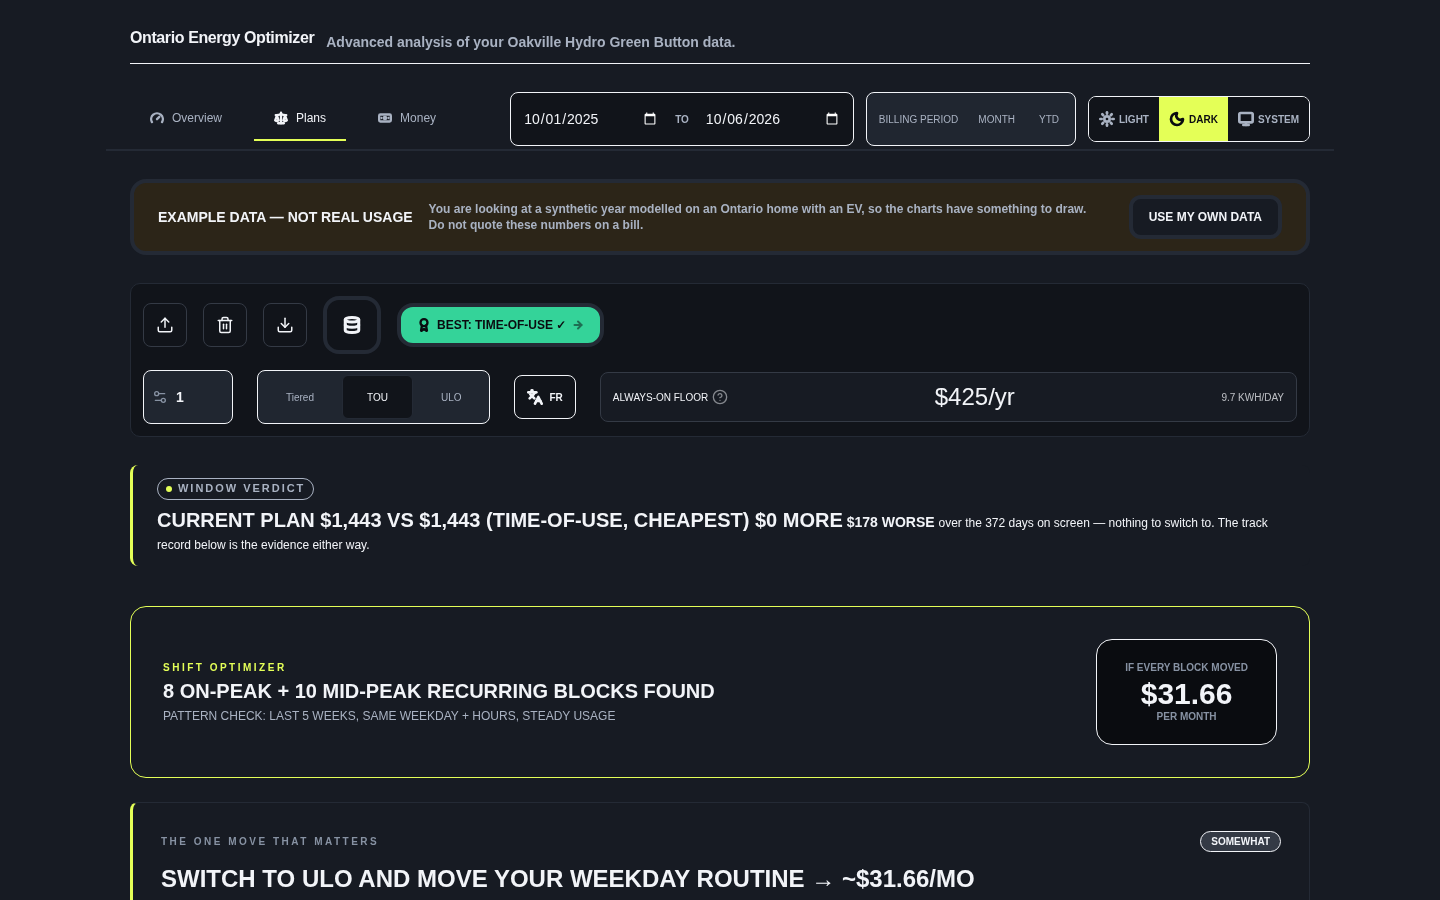 Ontario Energy Optimizer
Advanced analysis of your Oakville Hydro Green Button data.
Overview
Plans
Money
10/01/2025
TO
10/06/2026
BILLING PERIOD
MONTH
YTD
LIGHT
DARK
SYSTEM
EXAMPLE DATA — NOT REAL USAGE
You are looking at a synthetic year modelled on an Ontario home with an EV, so the charts have something to draw.
Do not quote these numbers on a bill.
USE MY OWN DATA
BEST: TIME-OF-USE ✓ →
1
Tiered
TOU
ULO
FR
ALWAYS-ON FLOOR
$425/yr
9.7 KWH/DAY
WINDOW VERDICT
CURRENT PLAN $1,443 VS $1,443 (TIME-OF-USE, CHEAPEST) $0 MORE $178 WORSE over the 372 days on screen — nothing to switch to. The track
record below is the evidence either way.
SHIFT OPTIMIZER
8 ON-PEAK + 10 MID-PEAK RECURRING BLOCKS FOUND
PATTERN CHECK: LAST 5 WEEKS, SAME WEEKDAY + HOURS, STEADY USAGE
IF EVERY BLOCK MOVED
$31.66
PER MONTH
THE ONE MOVE THAT MATTERS
SOMEWHAT
SWITCH TO ULO AND MOVE YOUR WEEKDAY ROUTINE → ~$31.66/MO